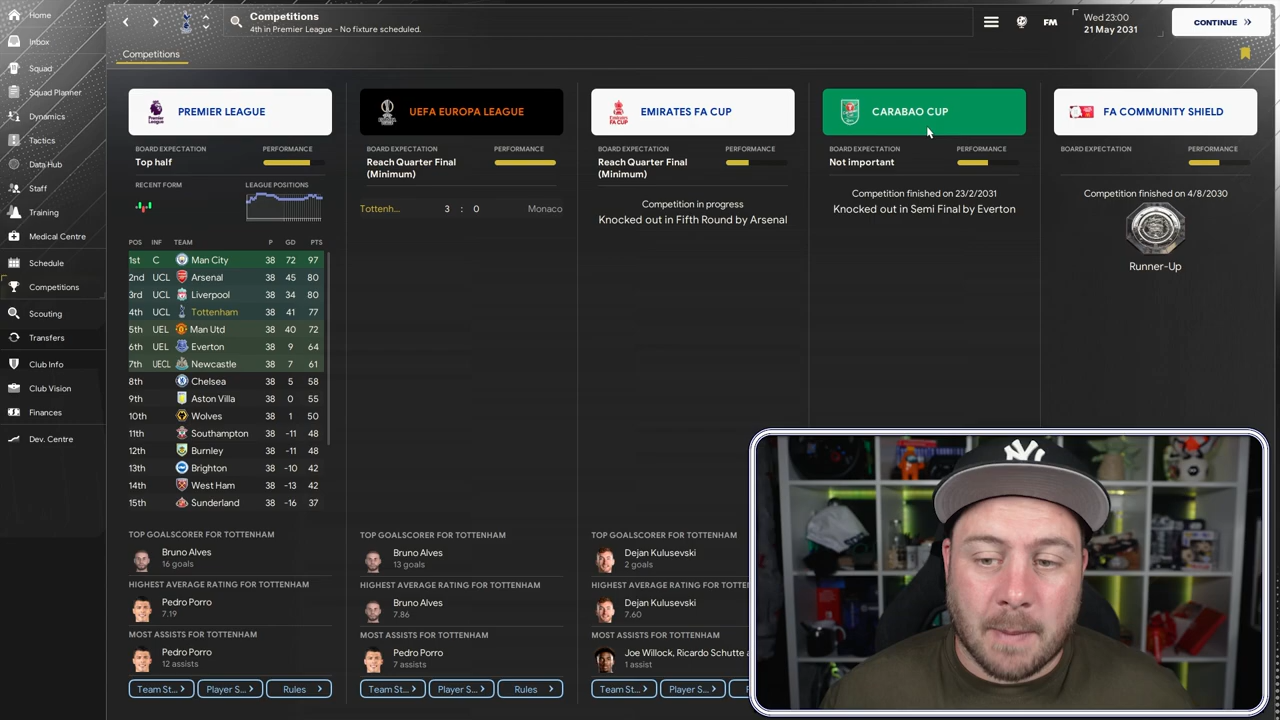 Home
Inbox
Squad
Squad Planner
Dynamics
Tactics
Data Hub
Staff
Training
Medical Centre
Schedule
Competitions
Scouting
Transfers
Club Info
Club Vision
Finances
Dev. Centre
Competitions
4th in Premier League - No fixture scheduled.
FM
Wed 23:00
21 May 2031
CONTINUE
Competitions
PREMIER LEAGUE
BOARD EXPECTATION PERFORMANCE
Top half
RECENT FORM LEAGUE POSITIONS
POS INF TEAM P GD PTS
1st C Man City 38 72 97
2nd UCL Arsenal 38 45 80
3rd UCL Liverpool 38 34 80
4th UCL Tottenham 38 41 77
5th UEL Man Utd 38 40 72
6th UEL Everton 38 9 64
7th UECL Newcastle 38 7 61
8th Chelsea 38 5 58
9th Aston Villa 38 0 55
10th Wolves 38 1 50
11th Southampton 38 -11 48
12th Burnley 38 -11 48
13th Brighton 38 -10 42
14th West Ham 38 -13 42
15th Sunderland 38 -16 37
TOP GOALSCORER FOR TOTTENHAM
Bruno Alves
16 goals
HIGHEST AVERAGE RATING FOR TOTTENHAM
Pedro Porro
7.19
MOST ASSISTS FOR TOTTENHAM
Pedro Porro
12 assists
Team St... Player S... Rules
UEFA EUROPA LEAGUE
BOARD EXPECTATION PERFORMANCE
Reach Quarter Final
(Minimum)
Tottenh... 3 : 0 Monaco
TOP GOALSCORER FOR TOTTENHAM
Bruno Alves
13 goals
HIGHEST AVERAGE RATING FOR TOTTENHAM
Bruno Alves
7.86
MOST ASSISTS FOR TOTTENHAM
Pedro Porro
7 assists
Team St... Player S... Rules
EMIRATES FA CUP
BOARD EXPECTATION PERFORMANCE
Reach Quarter Final
(Minimum)
Competition in progress
Knocked out in Fifth Round by Arsenal
TOP GOALSCORER FOR TOTTENHAM
Dejan Kulusevski
2 goals
HIGHEST AVERAGE RATING FOR TOTTENHAM
Dejan Kulusevski
7.60
MOST ASSISTS FOR TOTTENHAM
Joe Willock, Ricardo Schutte a
1 assist
Team St... Player S...
CARABAO CUP
BOARD EXPECTATION PERFORMANCE
Not important
Competition finished on 23/2/2031
Knocked out in Semi Final by Everton
FA COMMUNITY SHIELD
BOARD EXPECTATION PERFORMANCE
Competition finished on 4/8/2030
Runner-Up